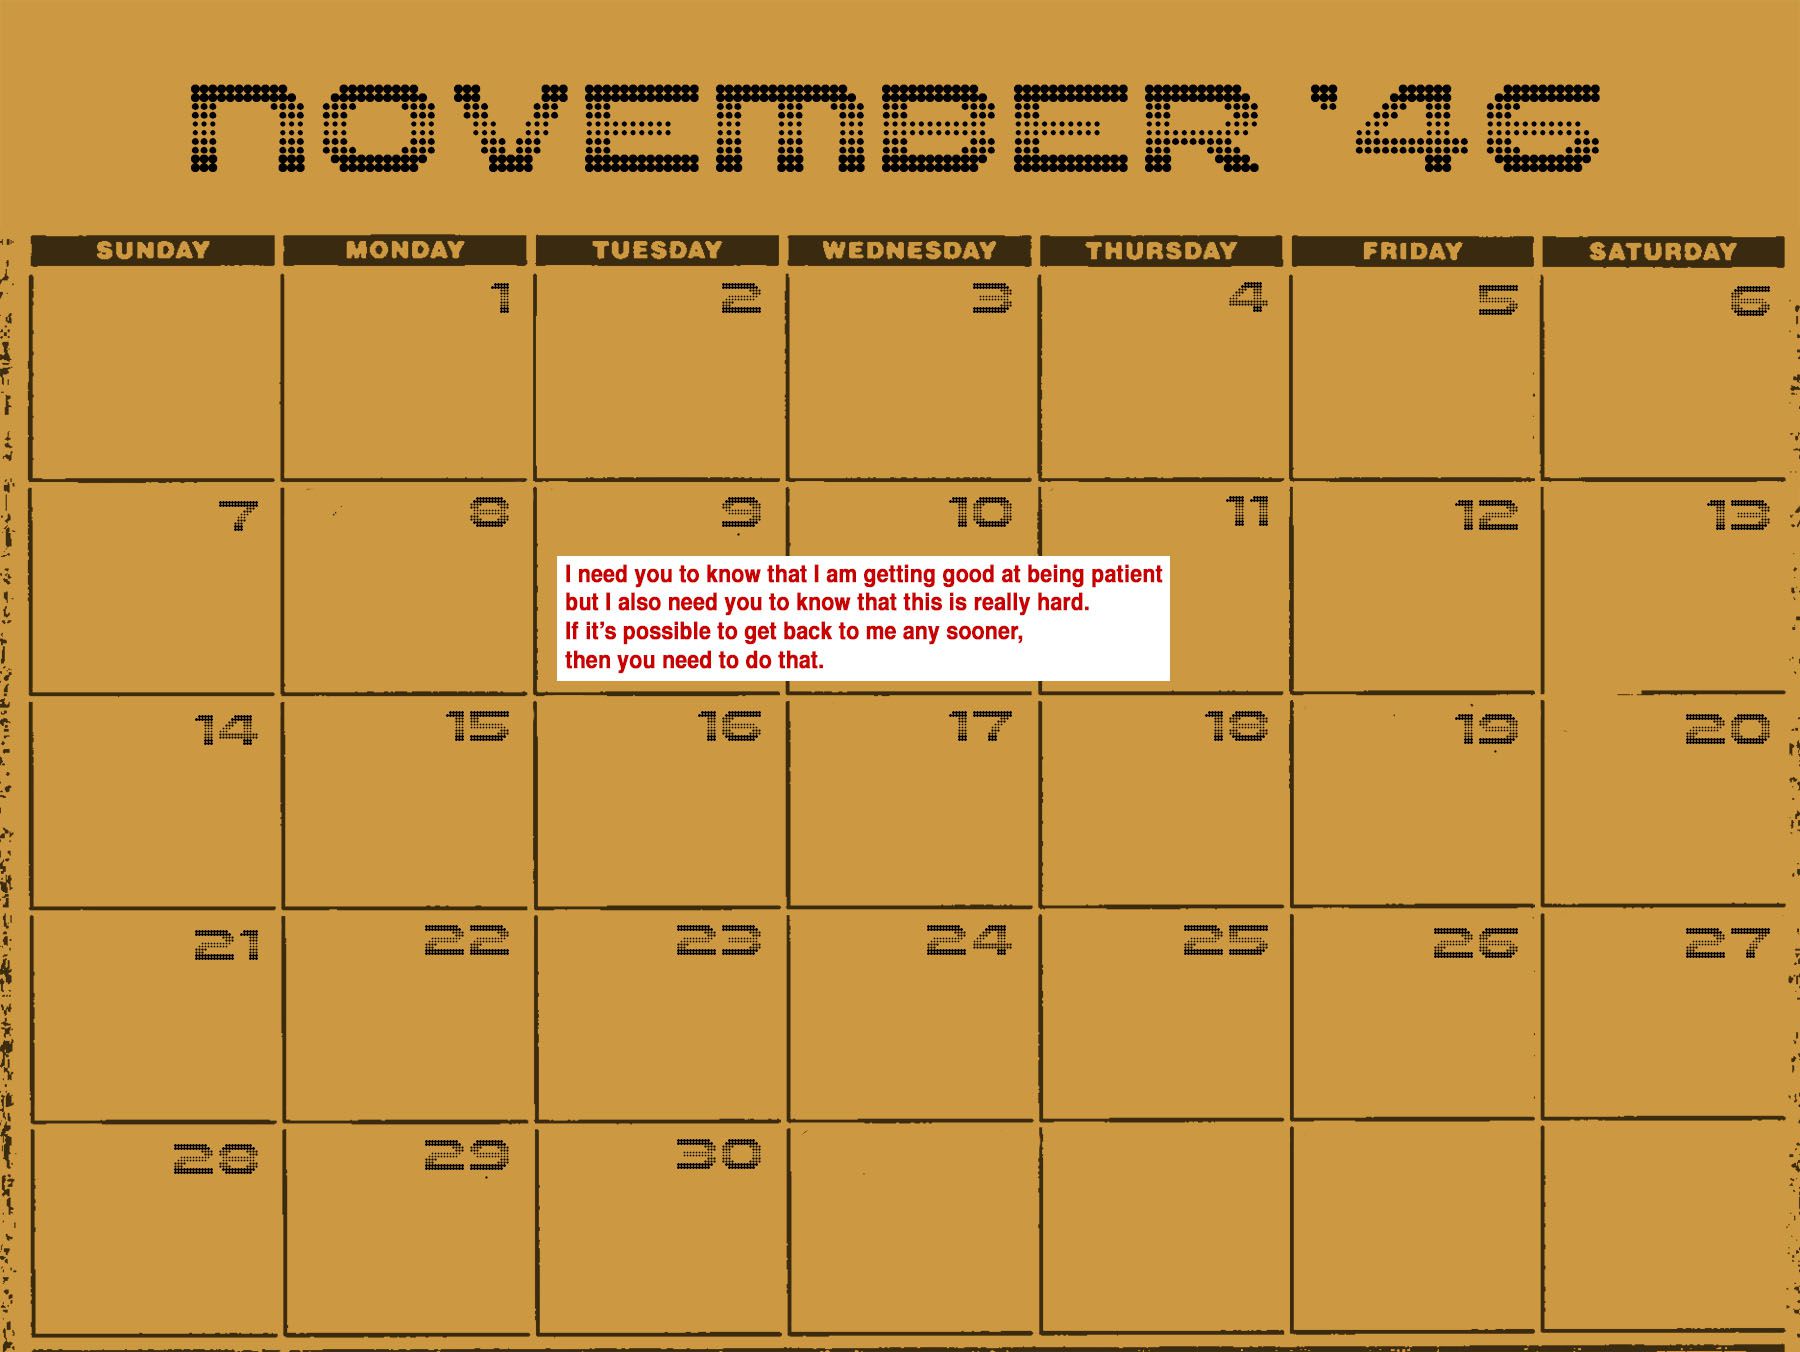 NOVEMBER '46
SUNDAY MONDAY TUESDAY WEDNESDAY THURSDAY FRIDAY SATURDAY
1 2 3 4 5 6
7 8 9 10 11 12 13
I need you to know that I am getting good at being patient
but I also need you to know that this is really hard.
If it’s possible to get back to me any sooner,
then you need to do that.
14 15 16 17 18 19 20
21 22 23 24 25 26 27
28 29 30